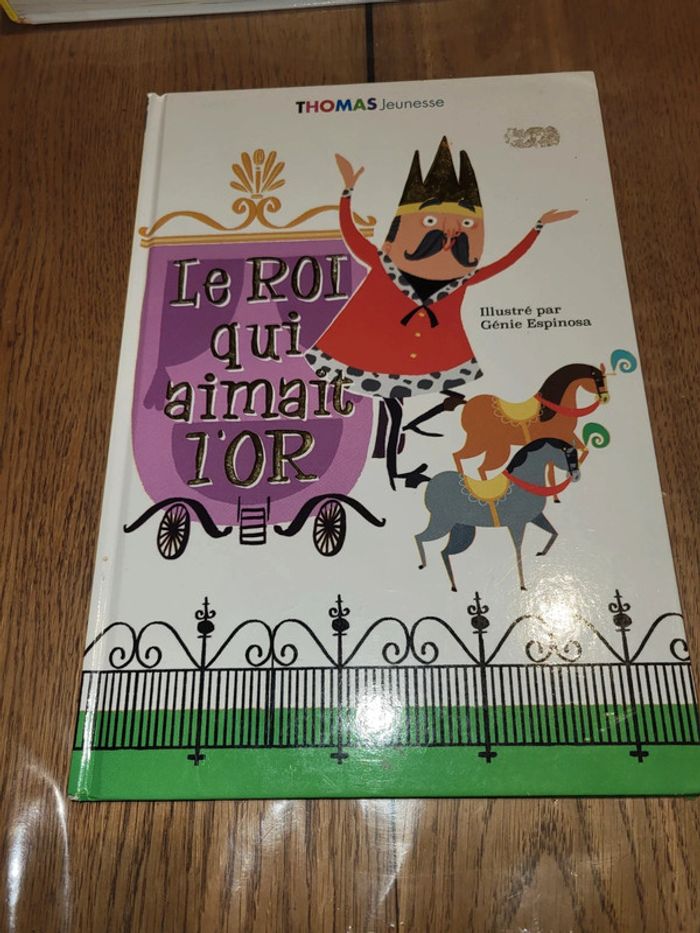 THOMAS Jeunesse
Le ROI
qui
aimait
l'OR
Illustré par
Génie Espinosa